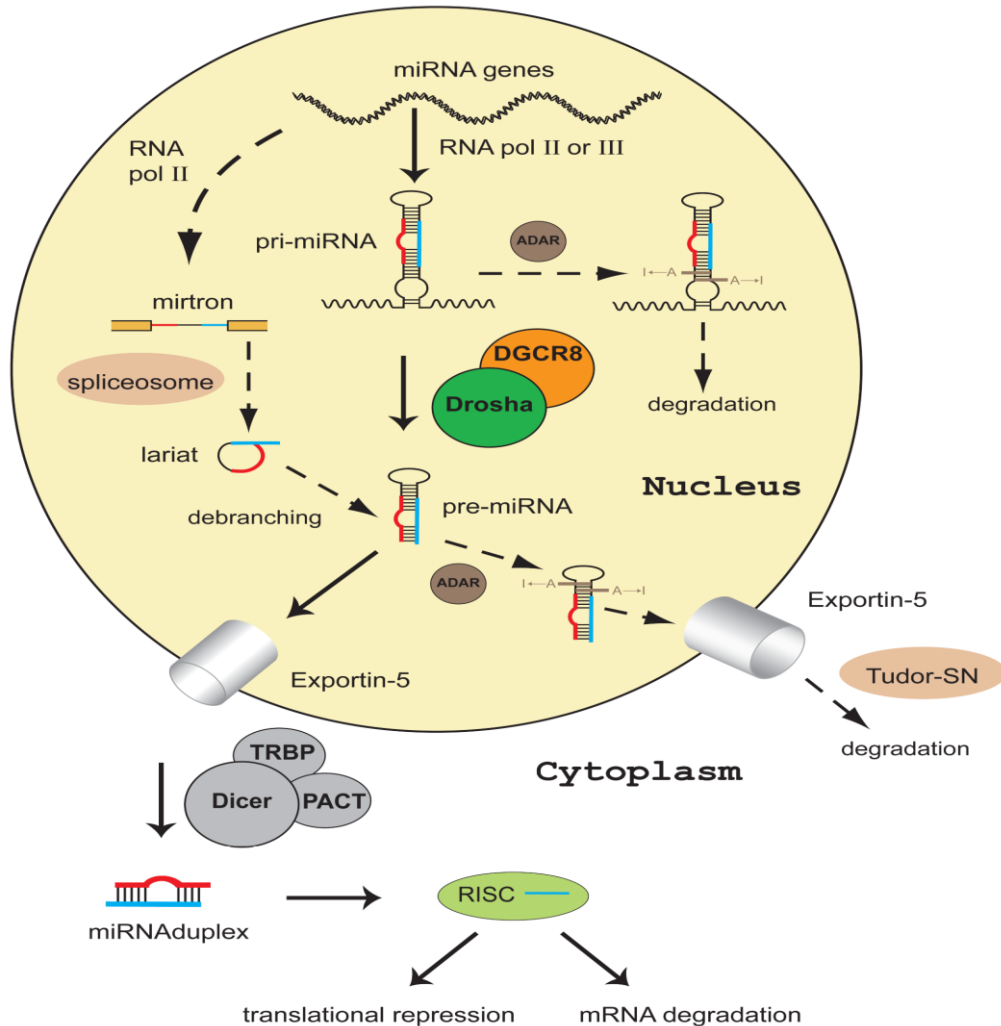 miRNA genes
RNA
pol II
RNA pol II or III
pri-miRNA
ADAR
I←A
A→I
mirtron
spliceosome
DGCR8
Drosha
degradation
lariat
debranching
pre-miRNA
Nucleus
ADAR
I←A
A→I
Exportin-5
Exportin-5
Tudor-SN
degradation
TRBP
Dicer
PACT
Cytoplasm
miRNAduplex
RISC
translational repression
mRNA degradation